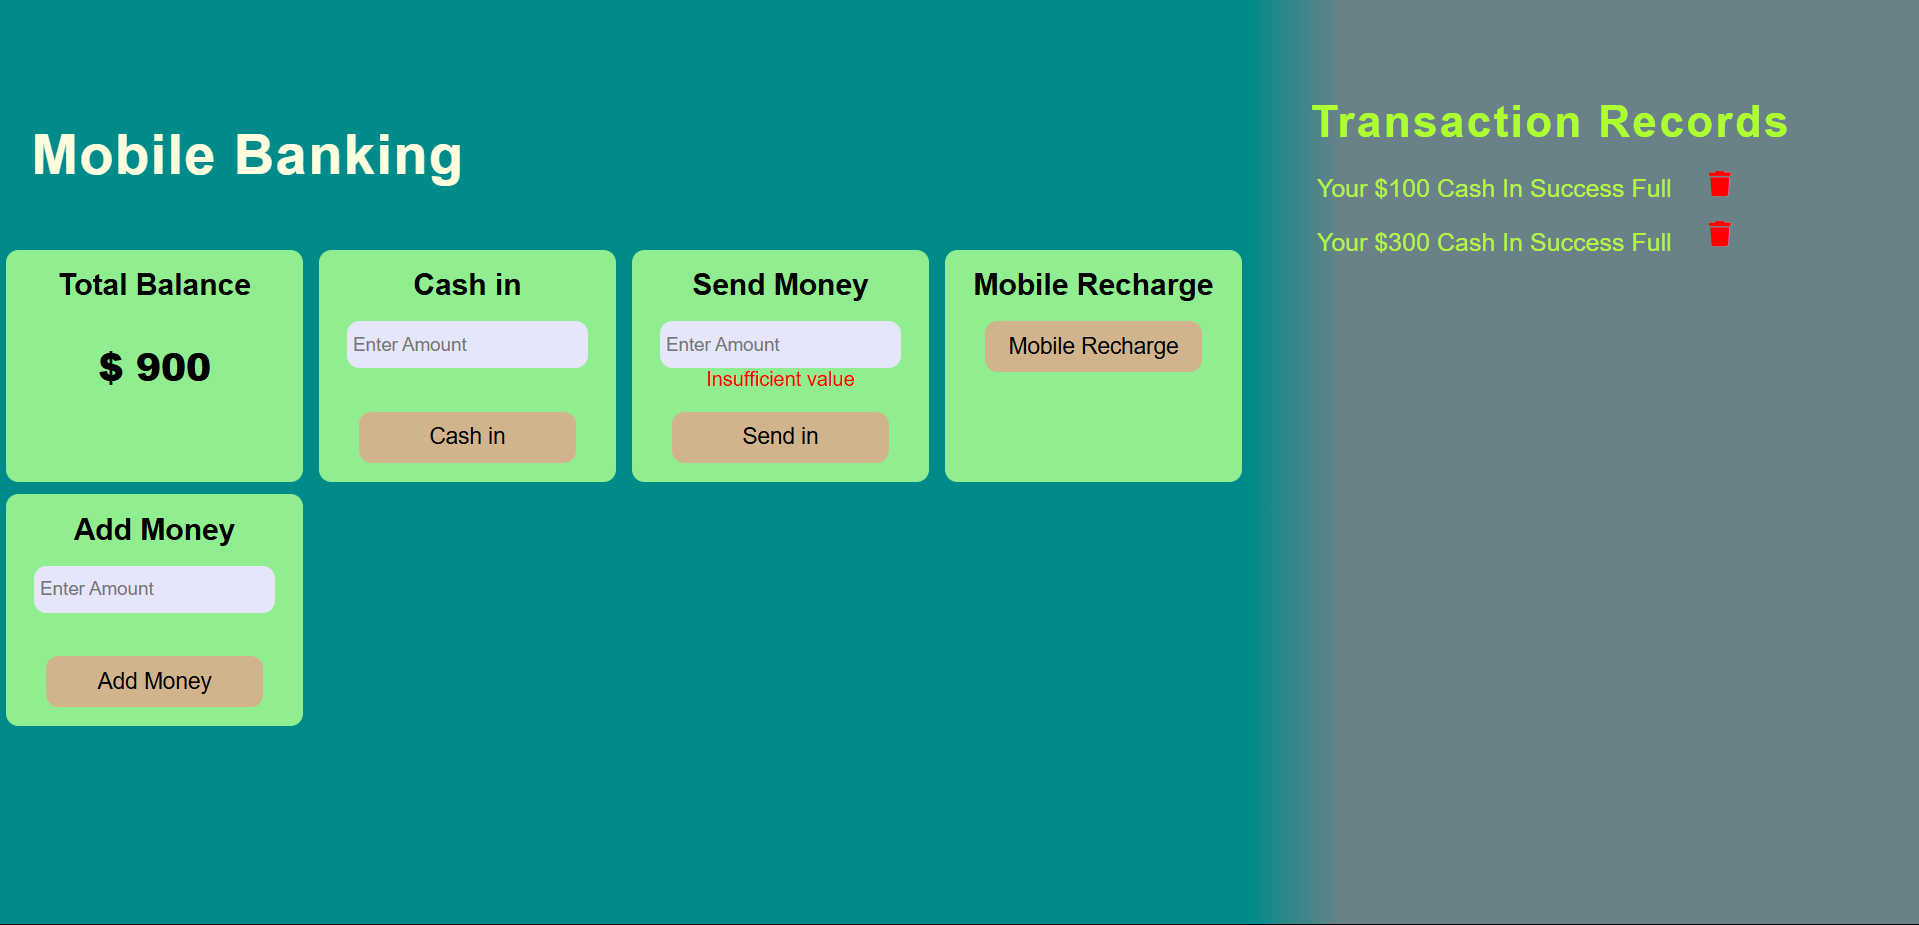 Mobile Banking
Total Balance
$ 900
Cash in
Enter Amount
Cash in
Send Money
Enter Amount
Insufficient value
Send in
Mobile Recharge
Mobile Recharge
Add Money
Enter Amount
Add Money
Transaction Records
Your $100 Cash In Success Full
Your $300 Cash In Success Full